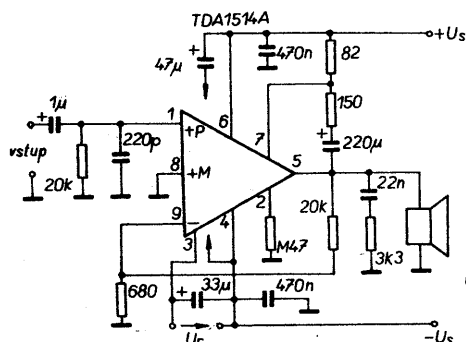 TDA1514A
+Us
+
47µ
470n
82
150
+
1µ
1
6
7
+
220µ
vstup
220p
+P
8
+M
5
22n
20k
9
−
2
20k
3
4
M47
3k3
680
+
33µ
470n
−Us